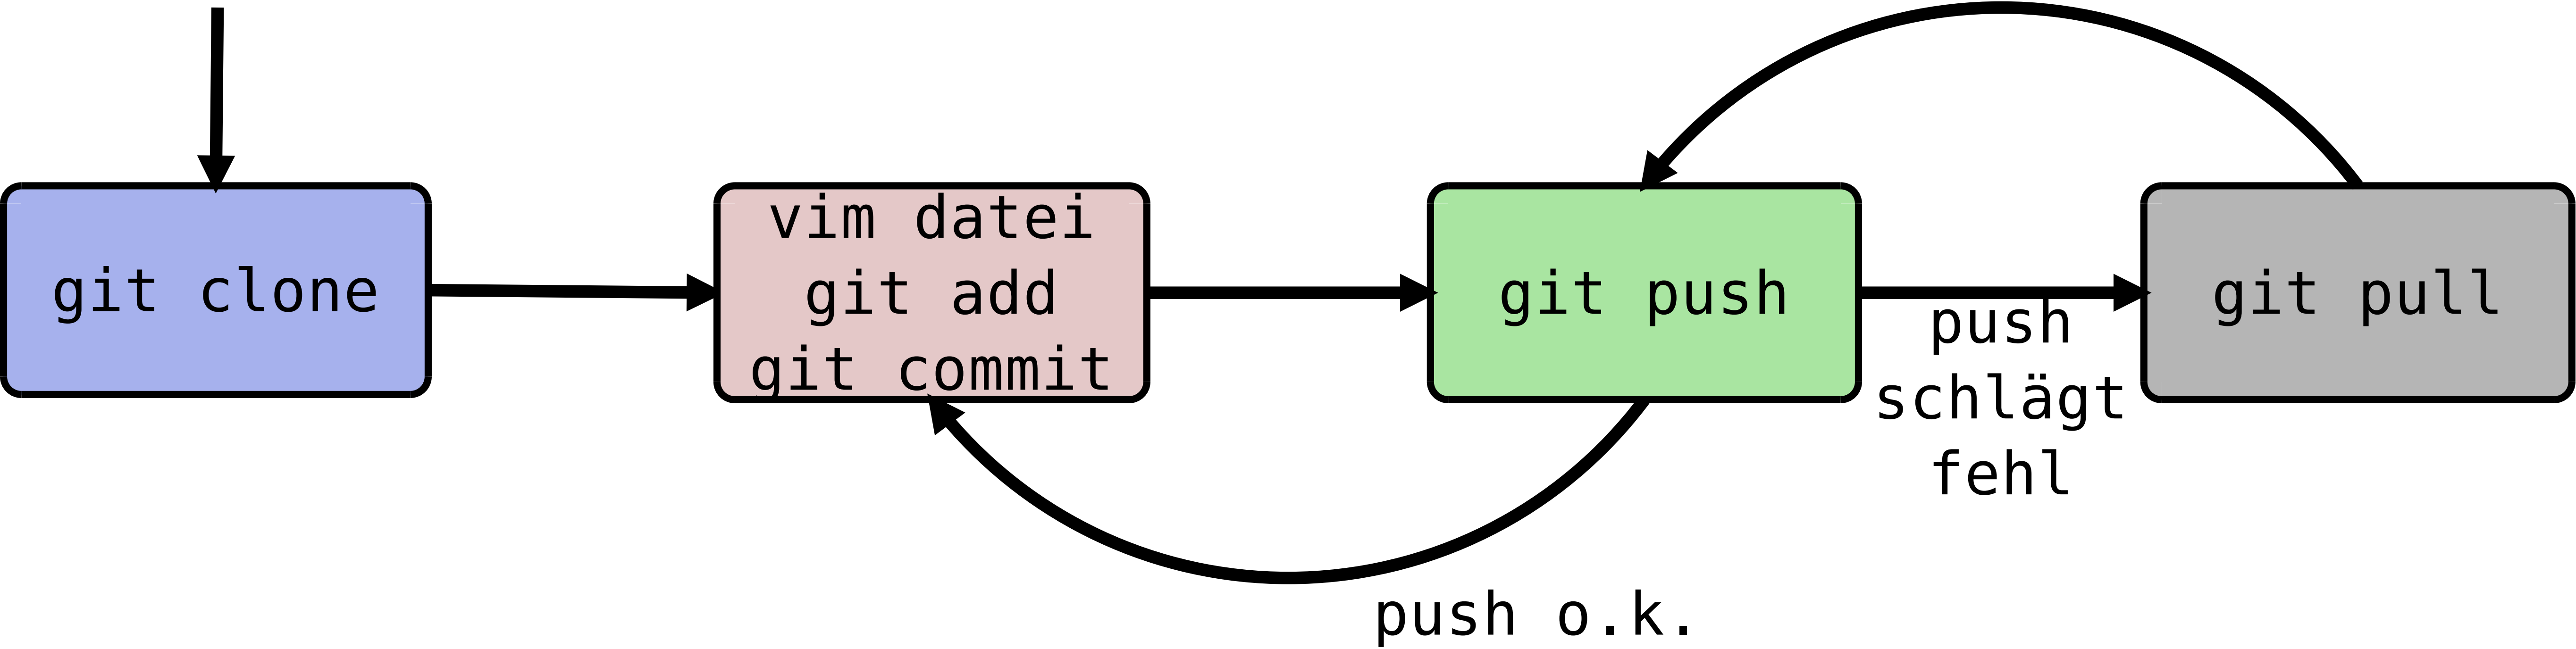 git clone
vim datei
git add
git commit
git push
push
schlägt
fehl
git pull
push o.k.